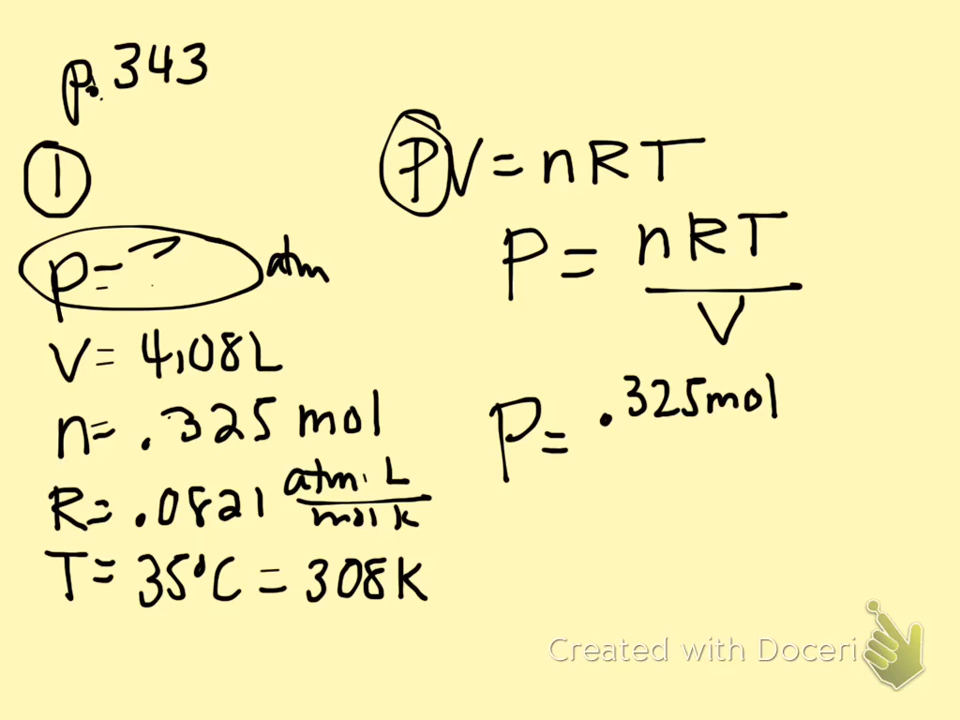 p. 343
①
P = ? atm
V = 4.08L
n = .325 mol
R = .0821 atm·L / mol K
T = 35°C = 308K
PV = nRT
P = nRT / V
P = .325mol
Created with Doceri